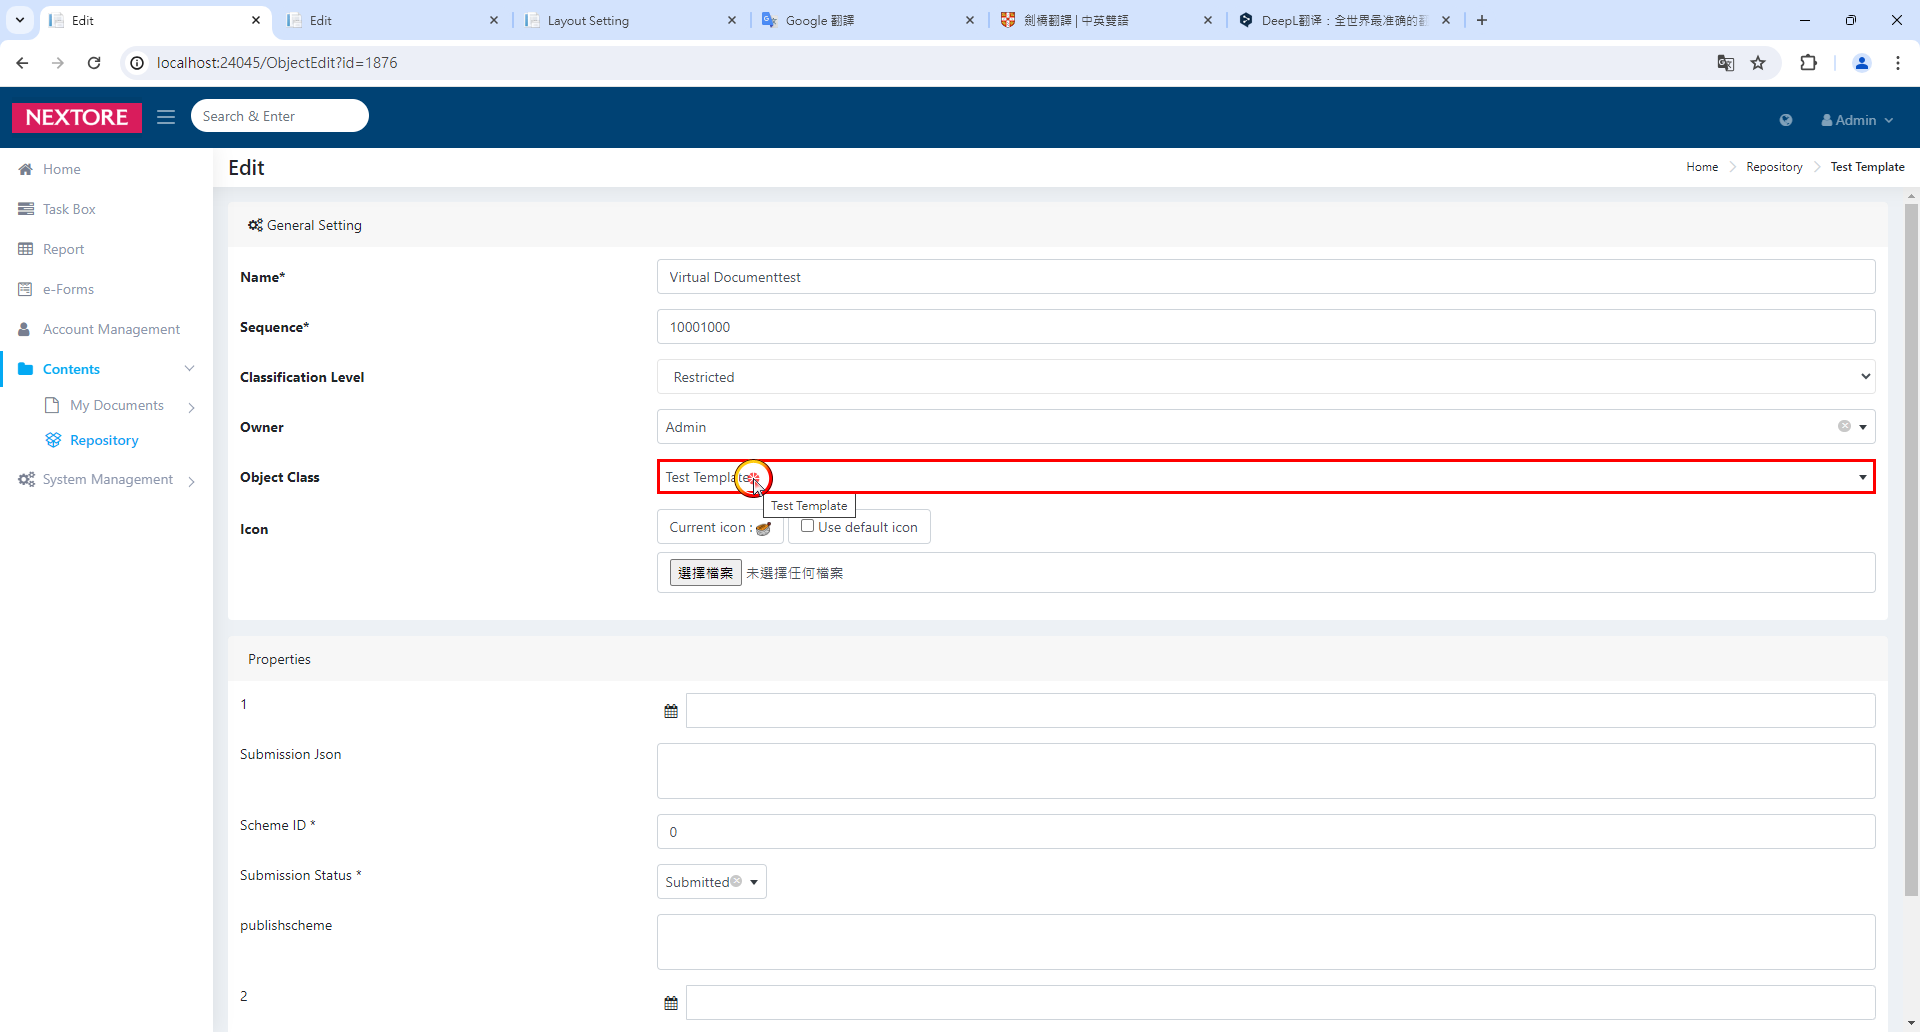 Edit
Edit
Layout Setting
Google 翻譯
劍橋翻譯 | 中英雙語
DeepL翻译：全世界最准确的翻
localhost:24045/ObjectEdit?id=1876
NEXTORE
Search & Enter
Admin
Home
Task Box
Report
e-Forms
Account Management
Contents
My Documents
Repository
System Management
Edit
Home
Repository
Test Template
General Setting
Name*
Virtual Documenttest
Sequence*
10001000
Classification Level
Restricted
Owner
Admin
Object Class
Test Template
Test Template
Icon
Current icon :
Use default icon
選擇檔案 未選擇任何檔案
Properties
1
Submission Json
Scheme ID *
0
Submission Status *
Submitted
publishscheme
2